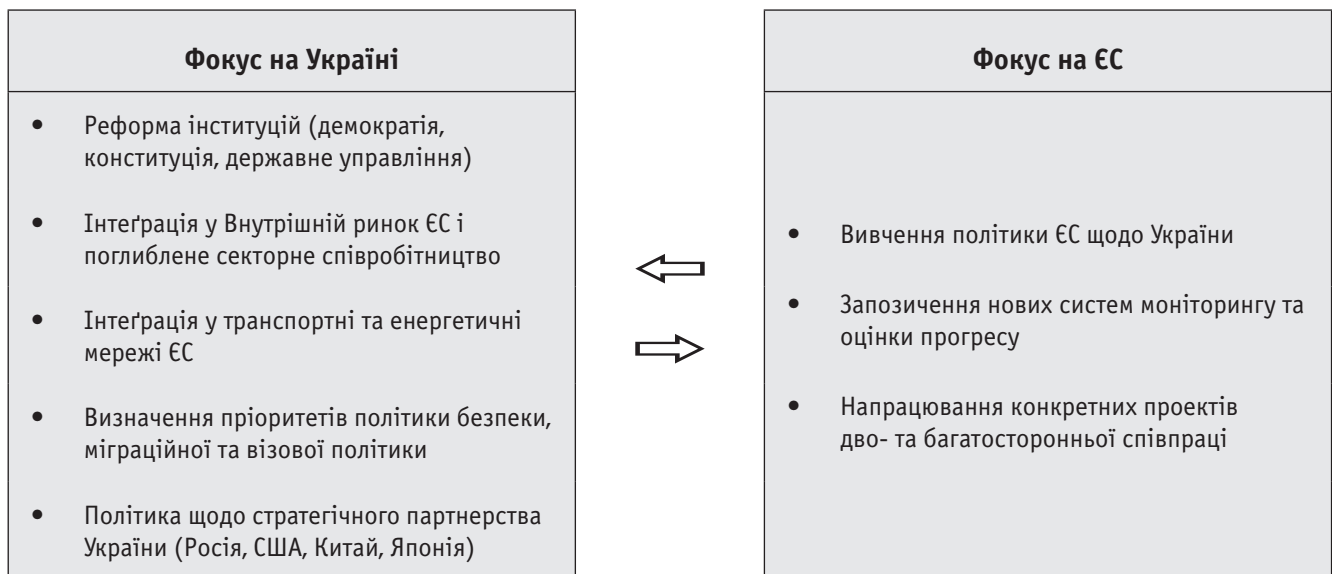 Фокус на Україні
• Реформа інституцій (демократія,
конституція, державне управління)
• Інтеґрація у Внутрішній ринок ЄС і
поглиблене секторне співробітництво
• Інтеґрація у транспортні та енергетичні
мережі ЄС
• Визначення пріоритетів політики безпеки,
міграційної та візової політики
• Політика щодо стратегічного партнерства
України (Росія, США, Китай, Японія)
Фокус на ЄС
• Вивчення політики ЄС щодо України
• Запозичення нових систем моніторингу та
оцінки прогресу
• Напрацювання конкретних проектів
дво- та багатосторонньої співпраці